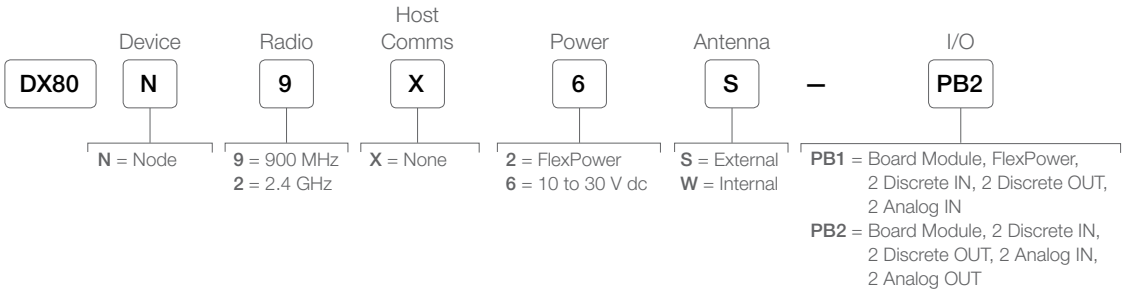 Host
Device Radio Comms Power Antenna I/O
DX80 N 9 X 6 S – PB2
N = Node
9 = 900 MHz
2 = 2.4 GHz
X = None
2 = FlexPower
6 = 10 to 30 V dc
S = External
W = Internal
PB1 = Board Module, FlexPower,
2 Discrete IN, 2 Discrete OUT,
2 Analog IN
PB2 = Board Module, 2 Discrete IN,
2 Discrete OUT, 2 Analog IN,
2 Analog OUT